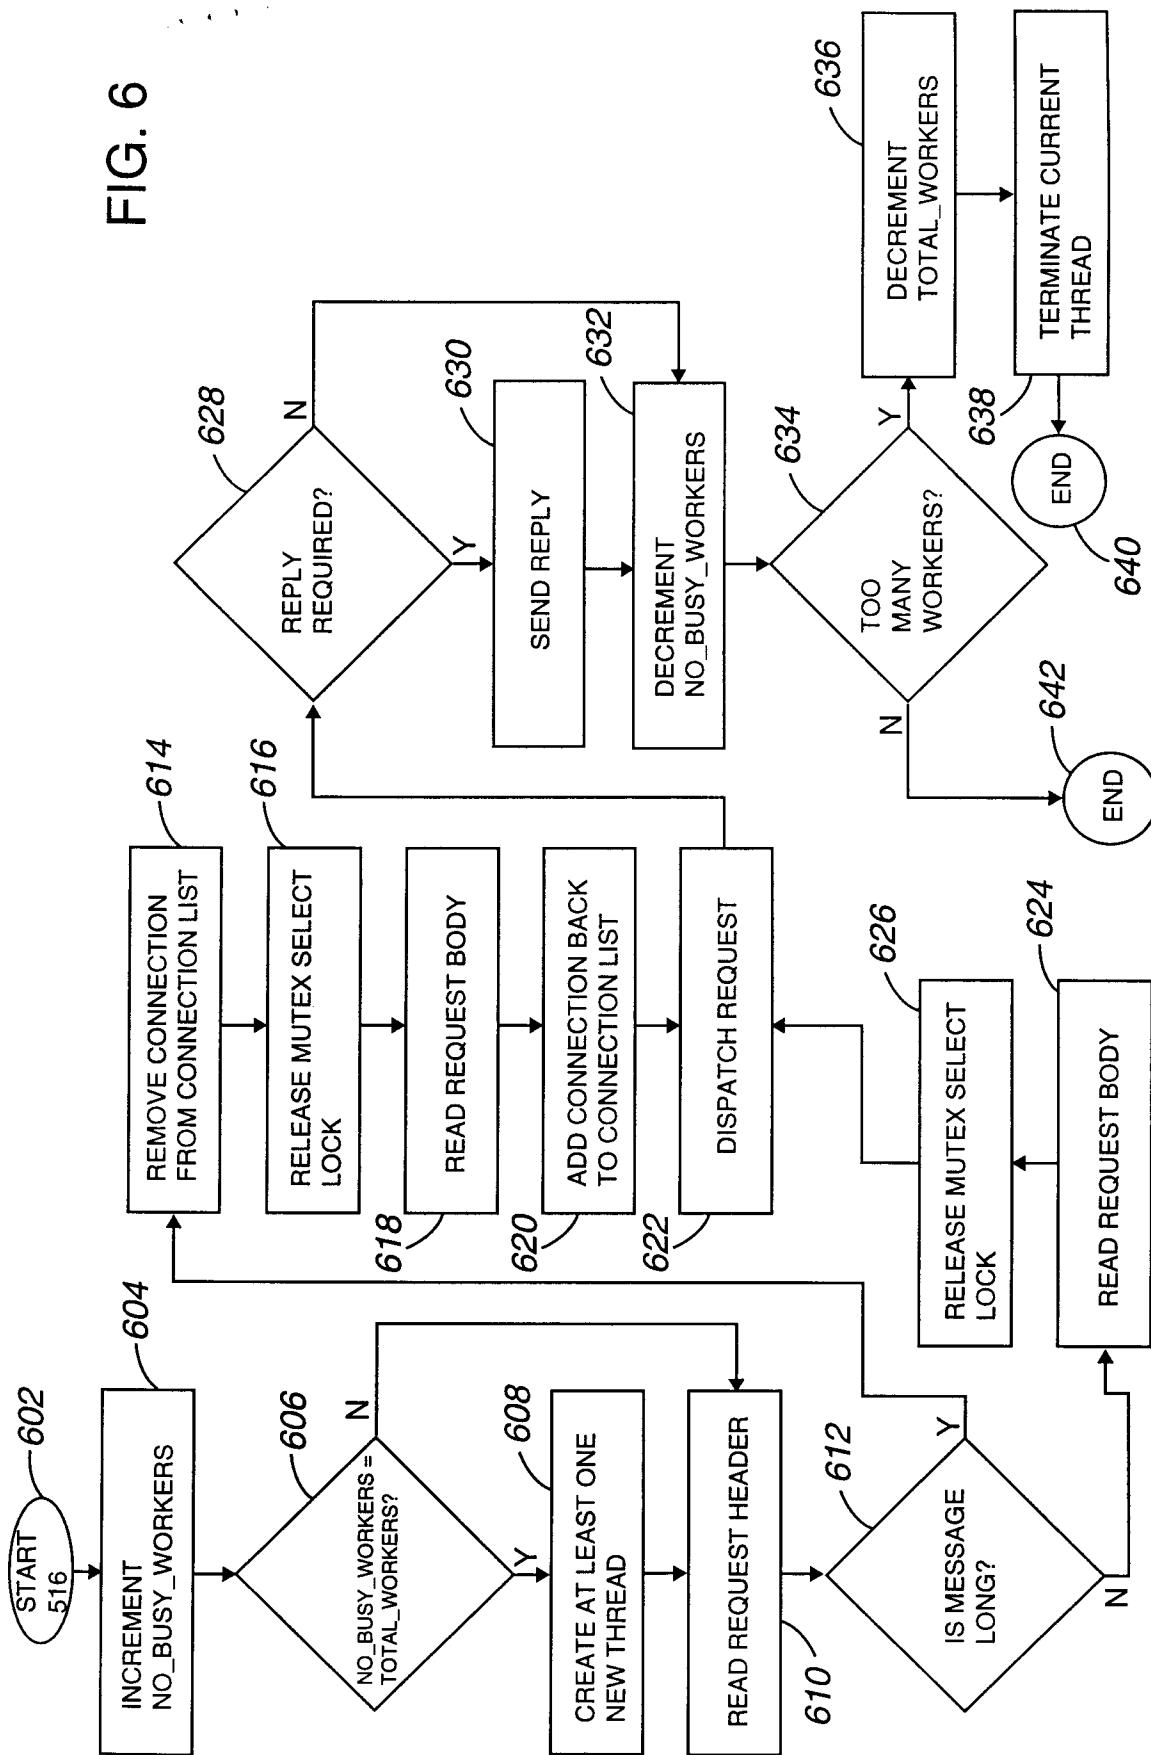 FIG. 6
START
516
602
INCREMENT
NO_BUSY_WORKERS
604
NO_BUSY_WORKERS =
TOTAL_WORKERS?
606
N
Y
CREATE AT LEAST ONE
NEW THREAD
608
READ REQUEST HEADER
610
IS MESSAGE
LONG?
612
Y
N
REMOVE CONNECTION
FROM CONNECTION LIST
614
RELEASE MUTEX SELECT
LOCK
616
READ REQUEST BODY
618
ADD CONNECTION BACK
TO CONNECTION LIST
620
DISPATCH REQUEST
622
RELEASE MUTEX SELECT
LOCK
626
READ REQUEST BODY
624
REPLY
REQUIRED?
628
N
Y
SEND REPLY
630
DECREMENT
NO_BUSY_WORKERS
632
TOO
MANY
WORKERS?
634
Y
N
DECREMENT
TOTAL_WORKERS
636
TERMINATE CURRENT
THREAD
638
END
640
END
642